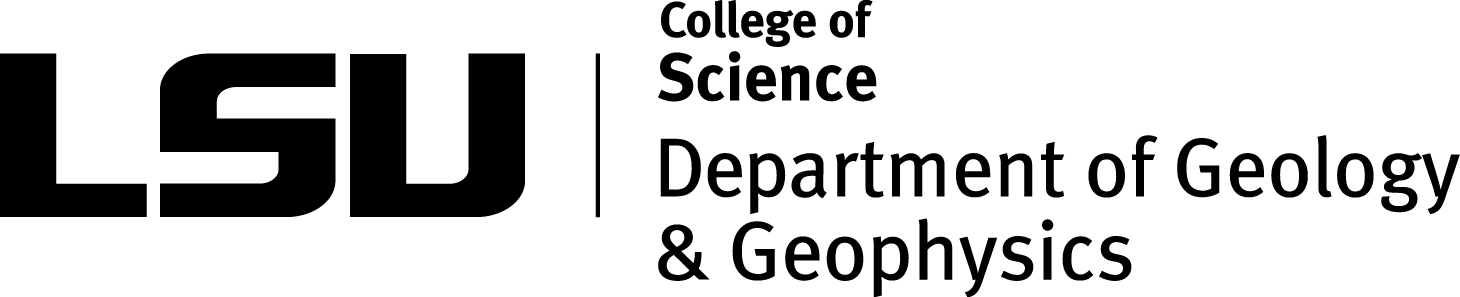 LSU
College of
Science
Department of Geology
& Geophysics